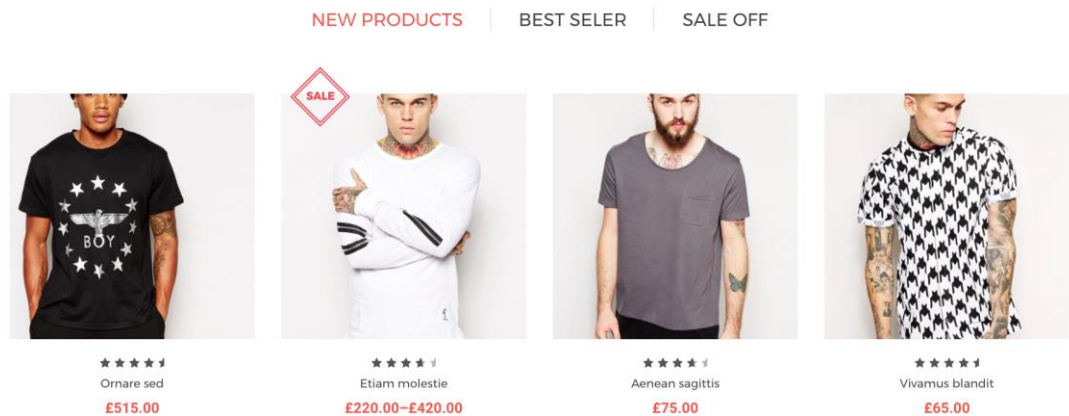 NEW PRODUCTS BEST SELER SALE OFF
SALE
BOY
Ornare sed
£515.00
Etiam molestie
£220.00–£420.00
Aenean sagittis
£75.00
Vivamus blandit
£65.00